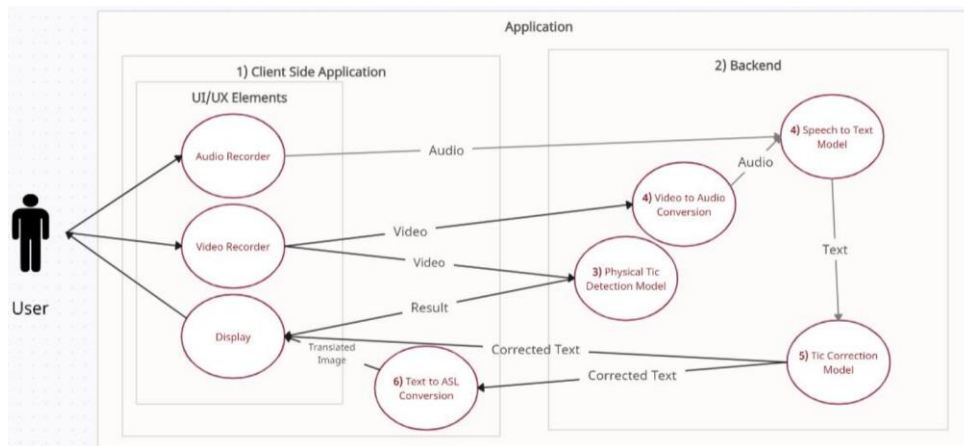 Application
1) Client Side Application
2) Backend
UI/UX Elements
Audio Recorder
Audio
4) Speech to Text
Model
Audio
4) Video to Audio
Conversion
Video Recorder
Video
Video
3) Physical Tic
Detection Model
Text
User
Result
Display
Translated
Image
Corrected Text
Corrected Text
5) Tic Correction
Model
6) Text to ASL
Conversion